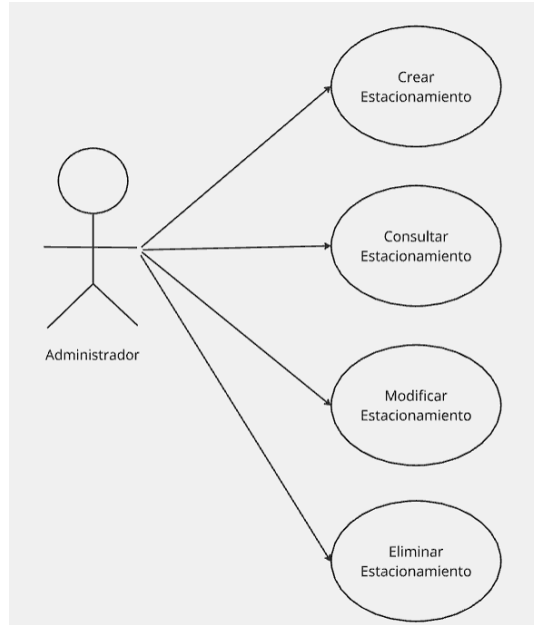 Crear
Estacionamiento
Consultar
Estacionamiento
Modificar
Estacionamiento
Administrador
Eliminar
Estacionamiento